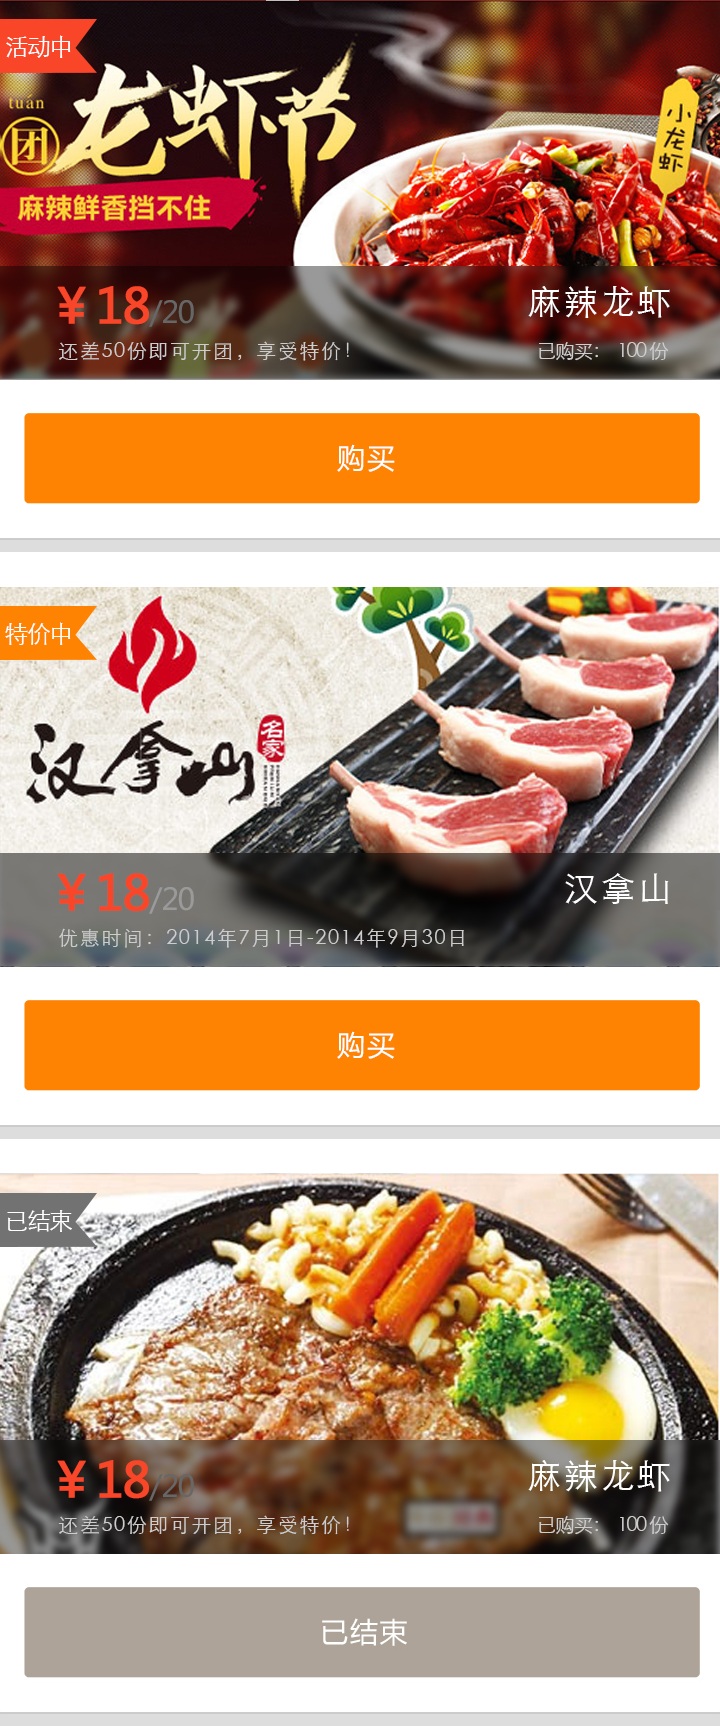 活动中
tuán
团
龙虾节
麻辣鲜香挡不住
小龙虾
¥18/20
麻辣龙虾
还差50份即可开团，享受特价！
已购买： 100份
购买
特价中
汉拿山
名家
¥18/20
汉拿山
优惠时间：2014年7月1日-2014年9月30日
购买
已结束
¥18/20
麻辣龙虾
还差50份即可开团，享受特价！
已购买： 100份
已结束